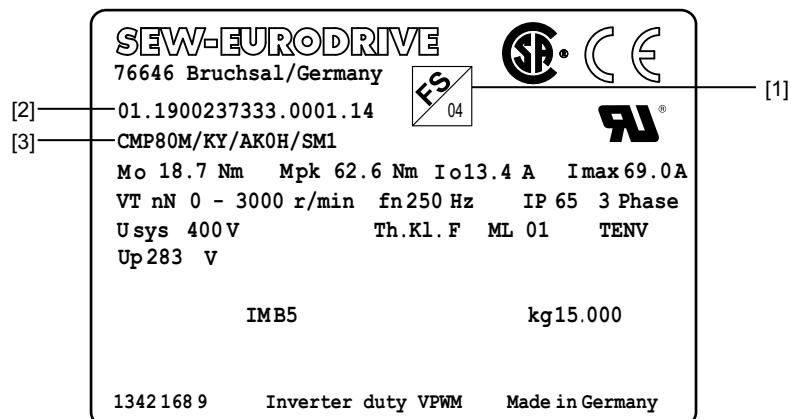 SEW-EURODRIVE
76646 Bruchsal/Germany
FS 04
[1]
[2] 01.1900237333.0001.14
[3] CMP80M/KY/AK0H/SM1
Mo 18.7 Nm Mpk 62.6 Nm Io13.4 A Imax 69.0A
VT nN 0 - 3000 r/min fn 250 Hz IP 65 3 Phase
Usys 400V Th.Kl. F ML 01 TENV
Up 283 V
IMB5 kg15.000
1342 168 9 Inverter duty VPWM Made in Germany
CSA ®
CE
RU ®